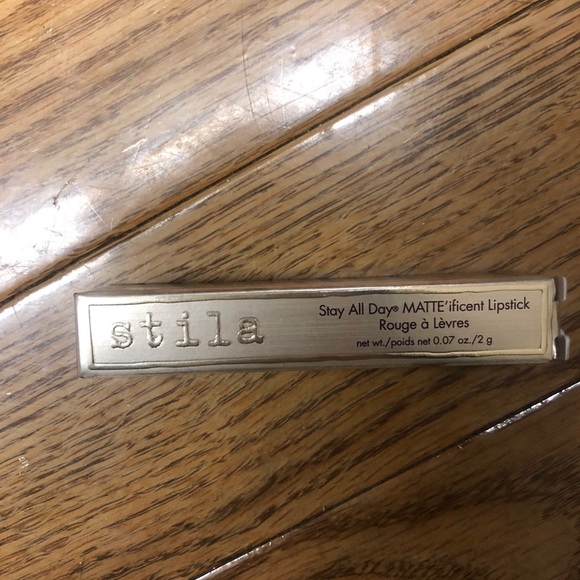 stila
Stay All Day® MATTE'ificent Lipstick
Rouge à Lèvres
net wt./poids net 0.07 oz./2 g